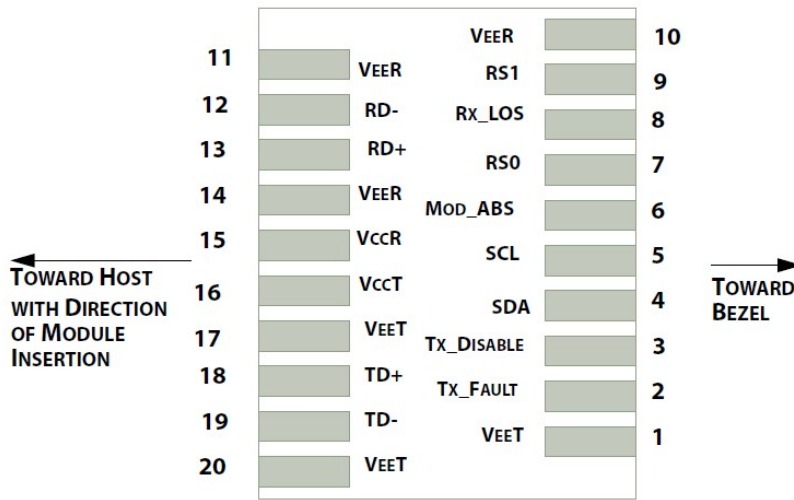 11 VEER
12 RD-
13 RD+
14 VEER
15 VCCR
16 VCCT
17 VEET
18 TD+
19 TD-
20 VEET
VEER 10
RS1 9
RX_LOS 8
RS0 7
MOD_ABS 6
SCL 5
SDA 4
TX_DISABLE 3
TX_FAULT 2
VEET 1
TOWARD HOST
WITH DIRECTION
OF MODULE
INSERTION
TOWARD
BEZEL